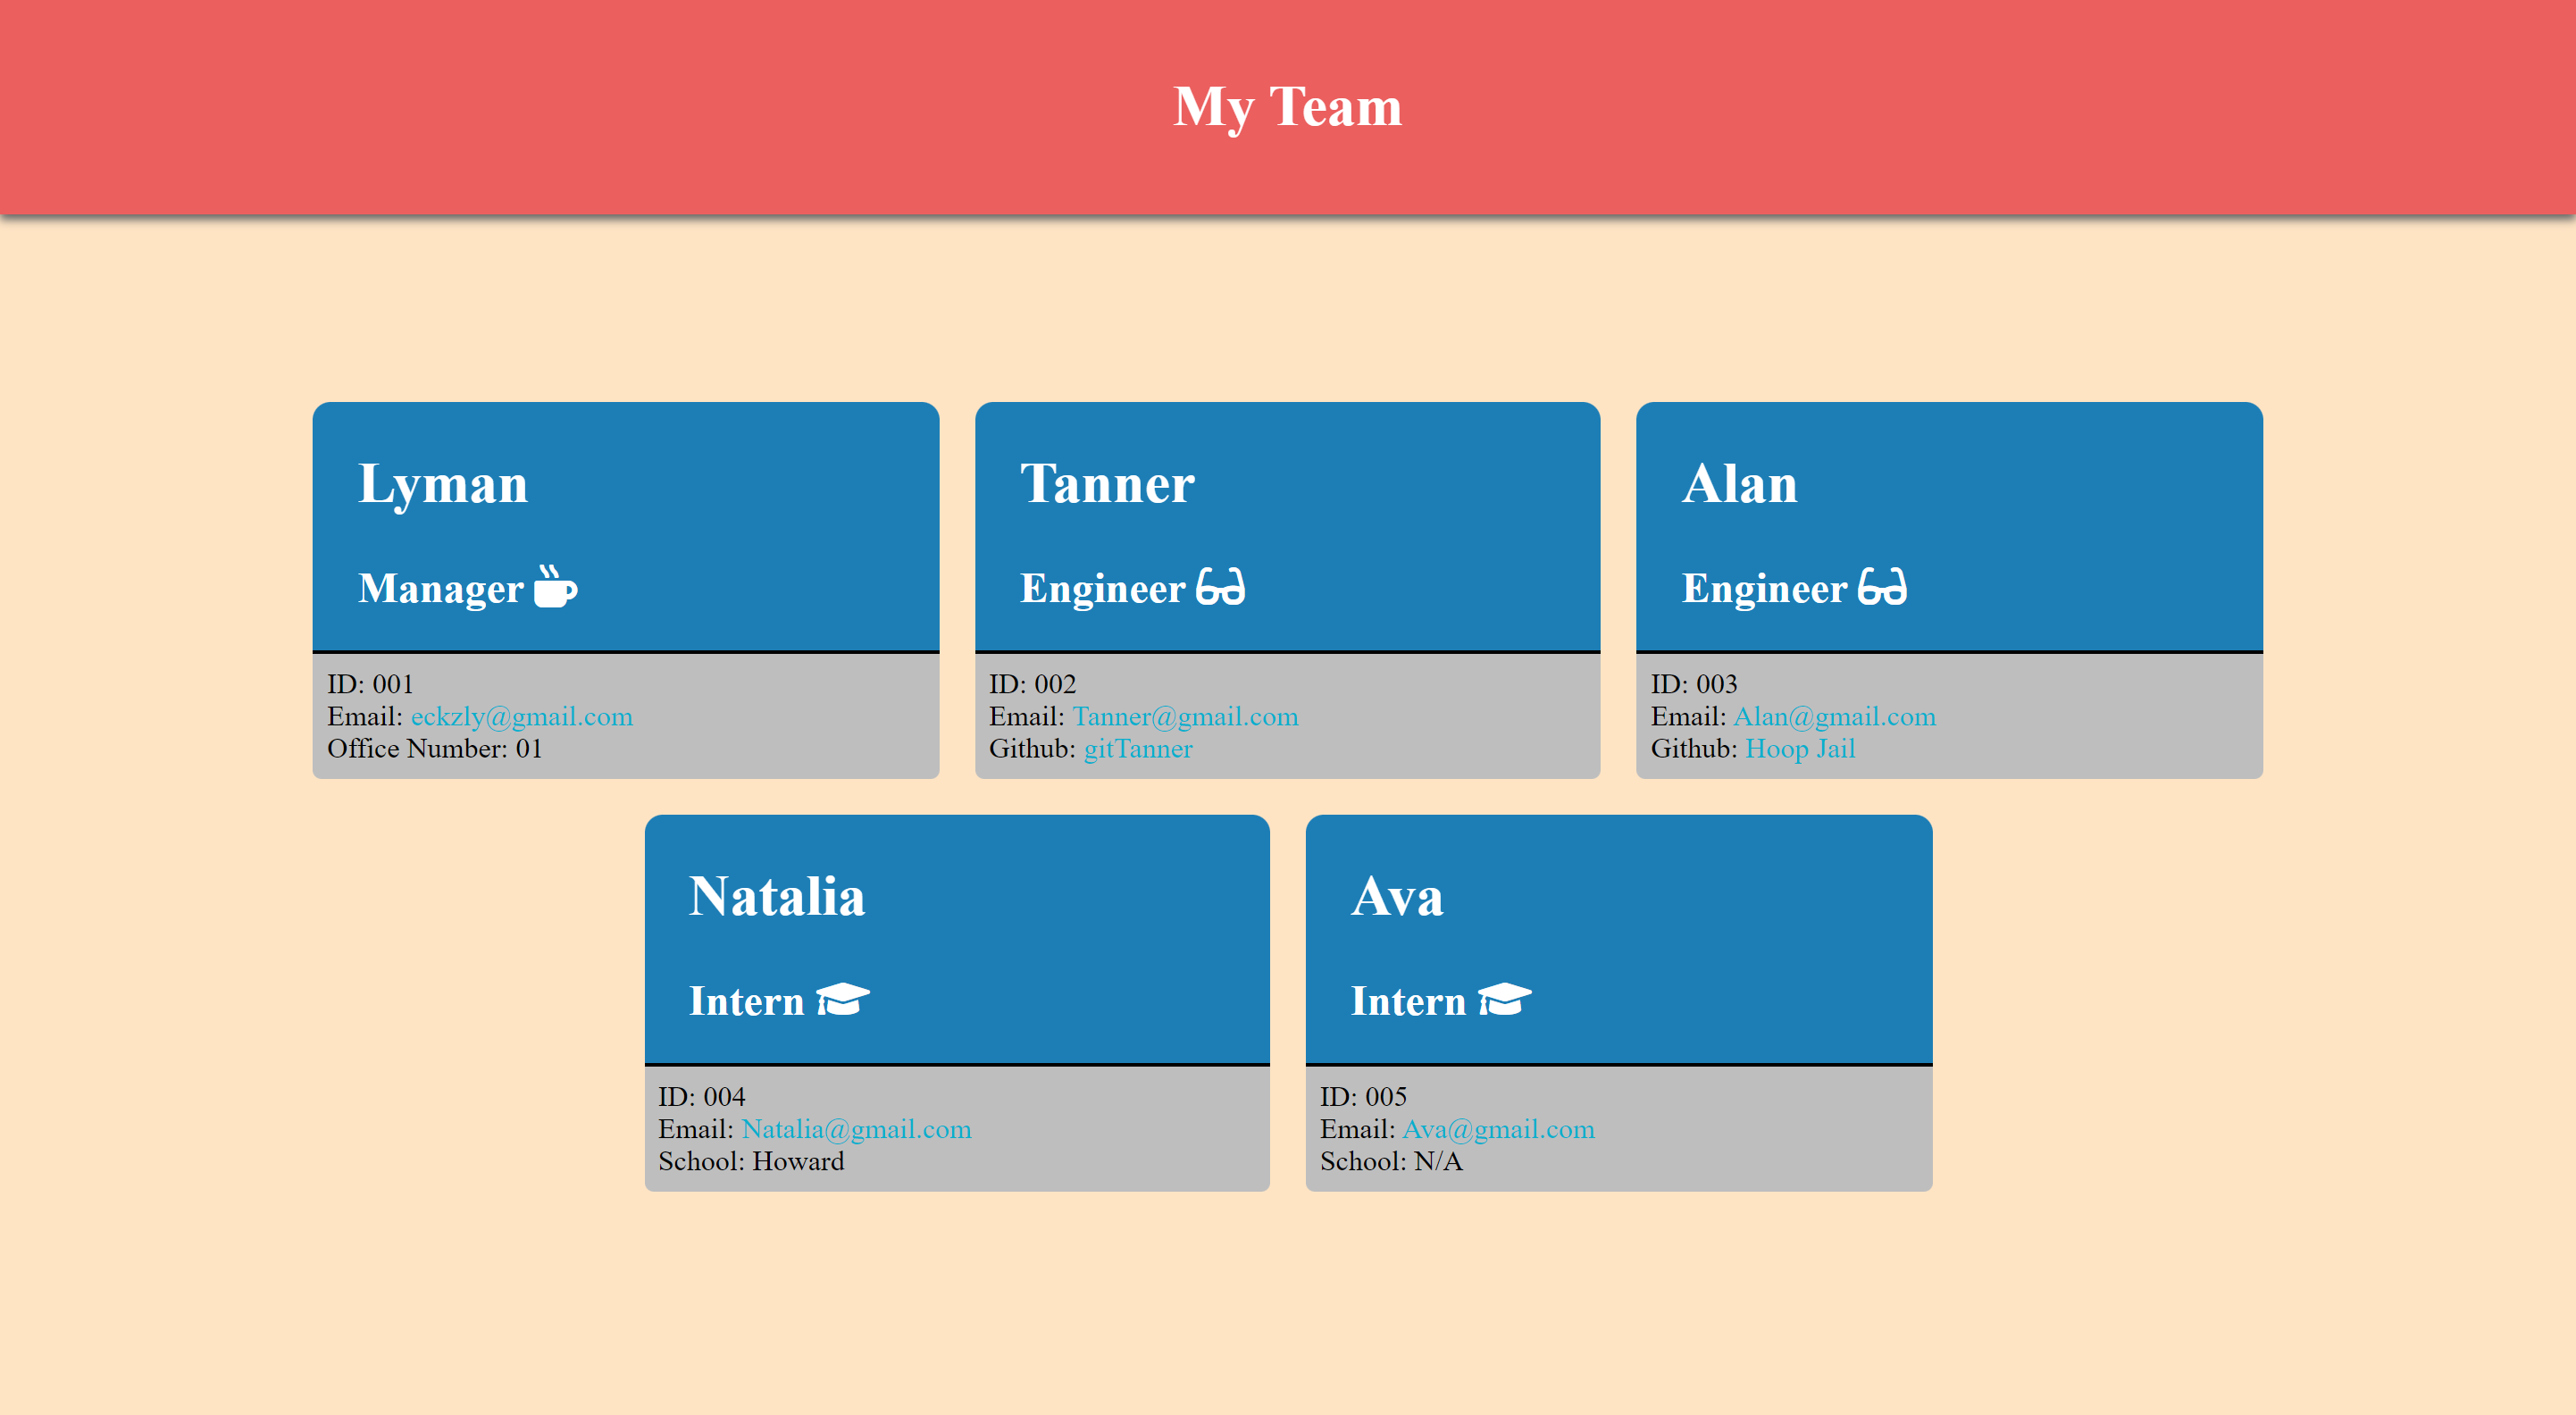 My Team
Lyman
Manager
ID: 001
Email: eckzly@gmail.com
Office Number: 01
Tanner
Engineer
ID: 002
Email: Tanner@gmail.com
Github: gitTanner
Alan
Engineer
ID: 003
Email: Alan@gmail.com
Github: Hoop Jail
Natalia
Intern
ID: 004
Email: Natalia@gmail.com
School: Howard
Ava
Intern
ID: 005
Email: Ava@gmail.com
School: N/A